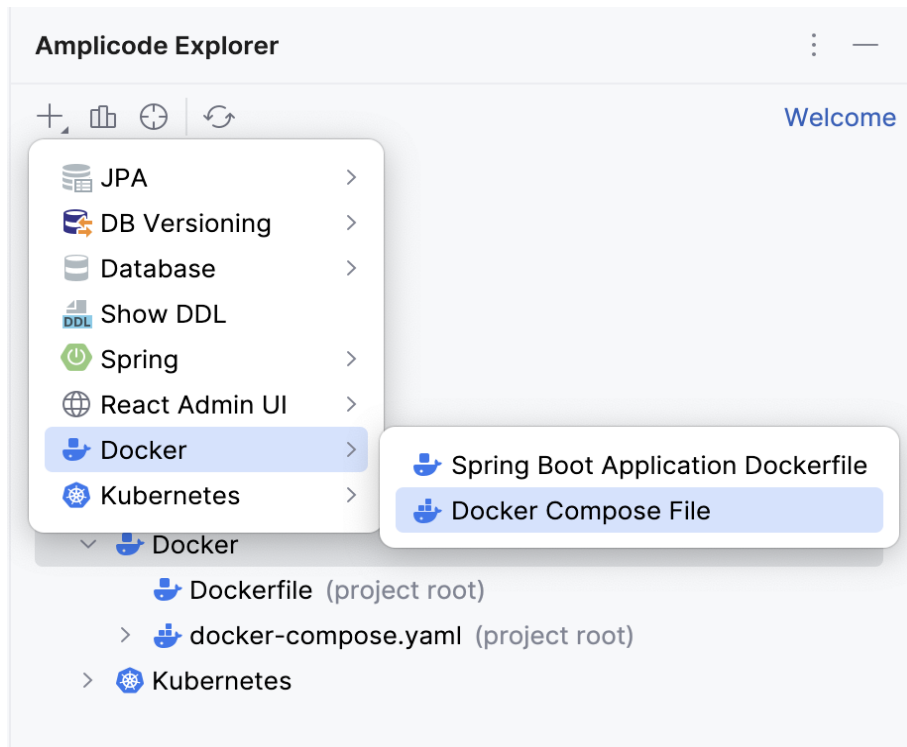 Amplicode Explorer
Welcome
JPA
DB Versioning
Database
DDL Show DDL
Spring
React Admin UI
Docker
Kubernetes
Spring Boot Application Dockerfile
Docker Compose File
Docker
Dockerfile (project root)
docker-compose.yaml (project root)
Kubernetes